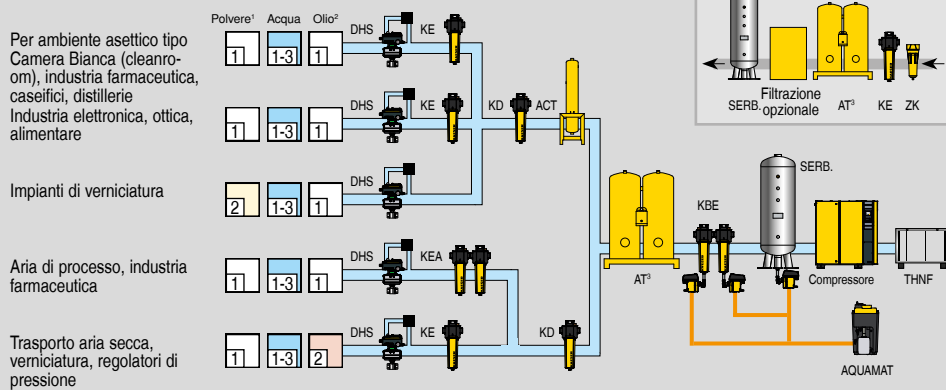 Polvere¹ Acqua Olio²
Per ambiente asettico tipo
Camera Bianca (cleanro-
om), industria farmaceutica,
caseifici, distillerie
1 1-3 1 DHS KE
Industria elettronica, ottica,
alimentare
1 1-3 1 DHS KE KD ACT
Impianti di verniciatura
2 1-3 1 DHS
Aria di processo, industria
farmaceutica
1 1-3 1 DHS KEA
Trasporto aria secca,
verniciatura, regolatori di
pressione
1 1-3 2 DHS KE KD
SERB. Filtrazione
opzionale AT³ KE ZK
AT³ KBE SERB. Compressore THNF
AQUAMAT